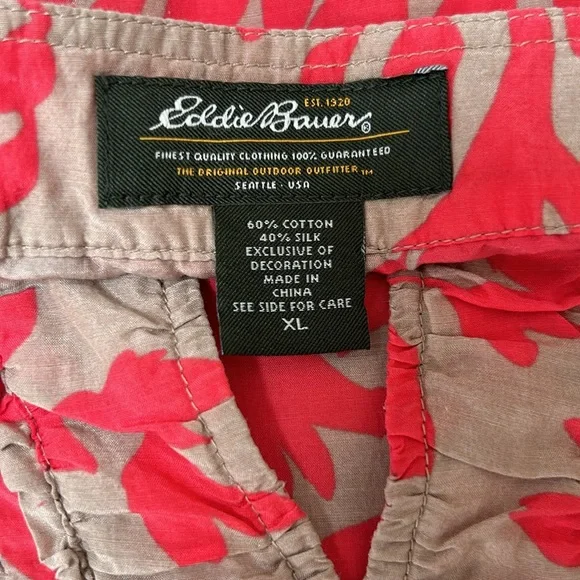 EST. 1920
Eddie Bauer®
FINEST QUALITY CLOTHING 100% GUARANTEED
THE ORIGINAL OUTDOOR OUTFITTER TM
SEATTLE · USA
60% COTTON
40% SILK
EXCLUSIVE OF
DECORATION
MADE IN
CHINA
SEE SIDE FOR CARE
XL